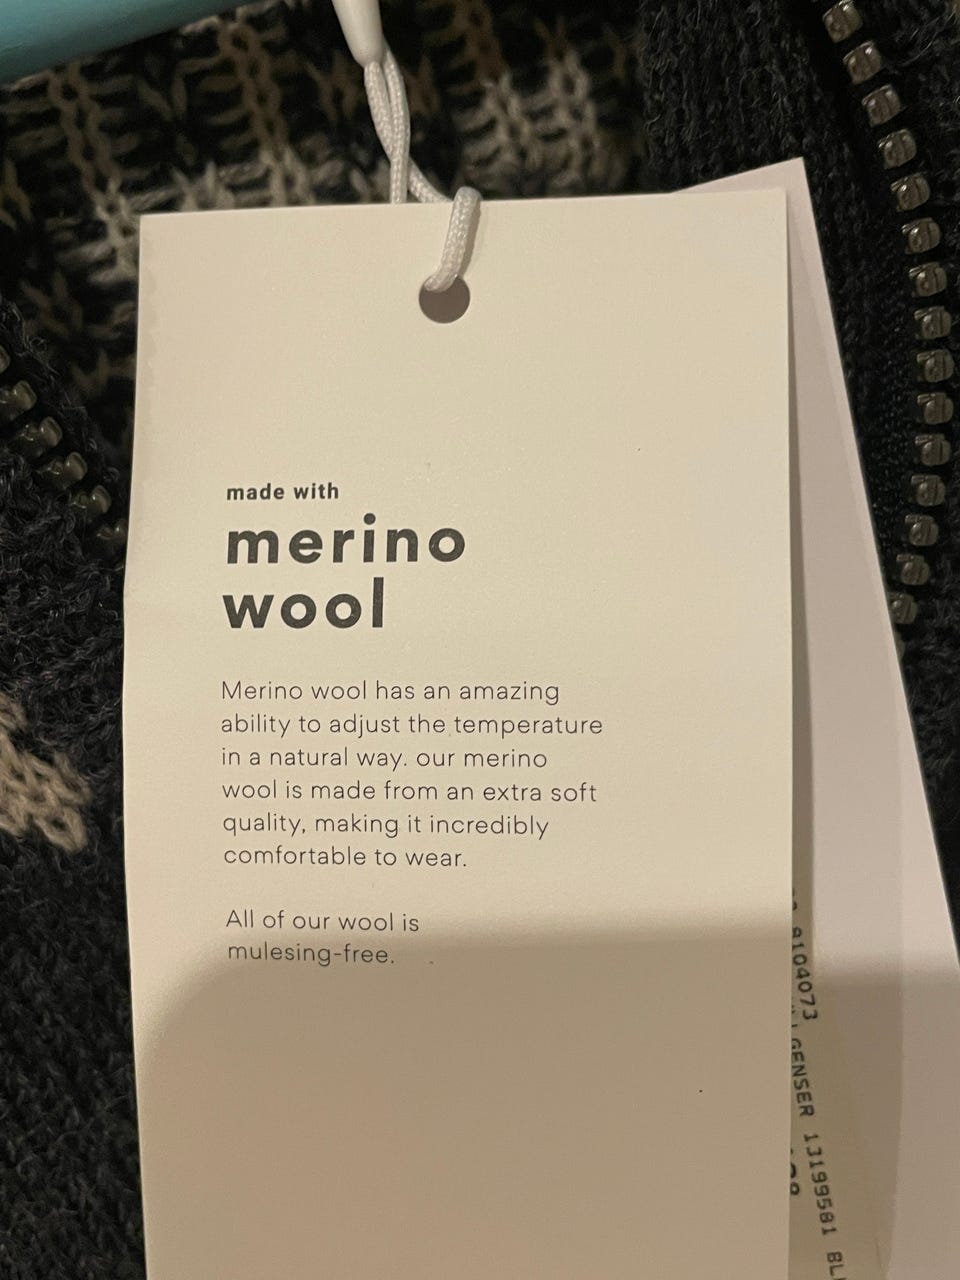 made with
merino
wool
Merino wool has an amazing
ability to adjust the temperature
in a natural way. our merino
wool is made from an extra soft
quality, making it incredibly
comfortable to wear.
All of our wool is
mulesing-free.
8104073
GENSER 13199581 BL